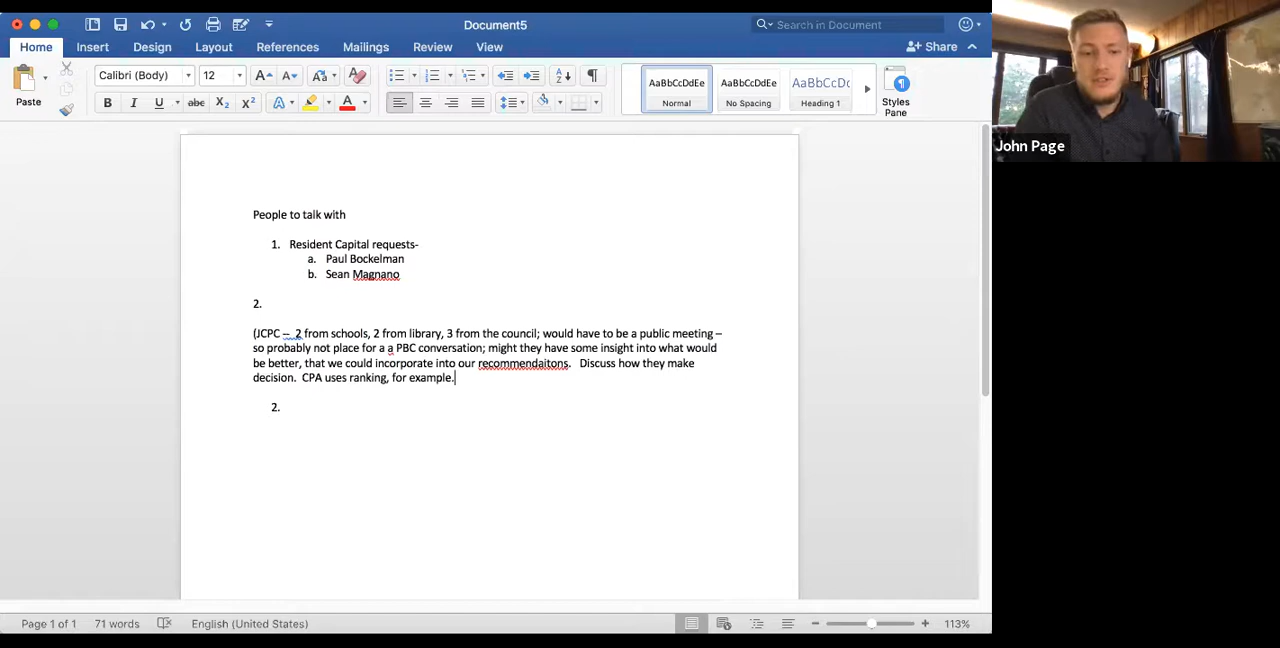 Document5
Search in Document
Home Insert Design Layout References Mailings Review View Share
Paste
Calibri (Body) 12
AaBbCcDdEe AaBbCcDdEe AaBbCcDc
Normal No Spacing Heading 1
Styles Pane
John Page
People to talk with
1. Resident Capital requests-
a. Paul Bockelman
b. Sean Magnano
2.
(JCPC – 2 from schools, 2 from library, 3 from the council; would have to be a public meeting –
so probably not place for a a PBC conversation; might they have some insight into what would
be better, that we could incorporate into our recommendaitons. Discuss how they make
decision. CPA uses ranking, for example.
2.
Page 1 of 1 71 words English (United States) 113%